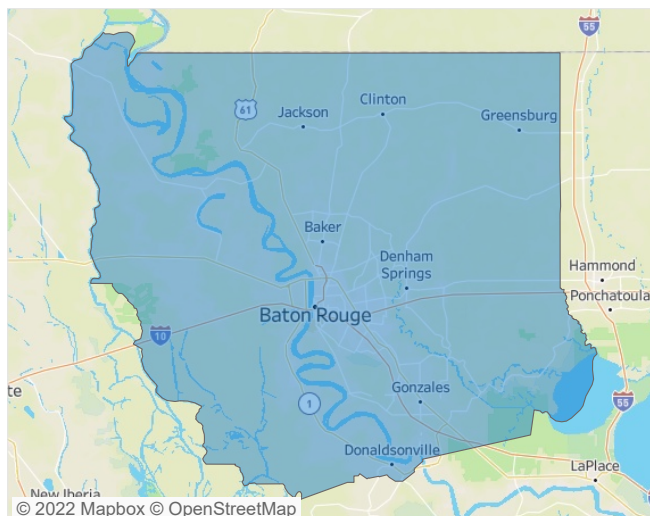 55
61
Jackson
Clinton
Greensburg
Baker
Denham
Springs
Hammond
Ponchatoula
Baton Rouge
10
te
Gonzales
1
55
Donaldsonville
LaPlace
New Iberia
© 2022 Mapbox © OpenStreetMap